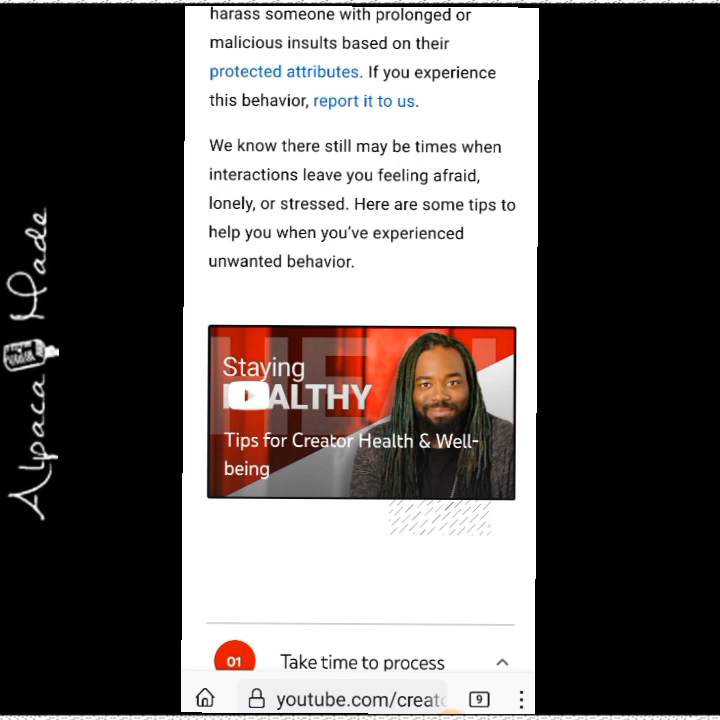 harass someone with prolonged or
malicious insults based on their
protected attributes. If you experience
this behavior, report it to us.
We know there still may be times when
interactions leave you feeling afraid,
lonely, or stressed. Here are some tips to
help you when you've experienced
unwanted behavior.
Staying
HEALTHY
Tips for Creator Health & Well-
being
01 Take time to process
youtube.com/creato
9
Alpaca Made